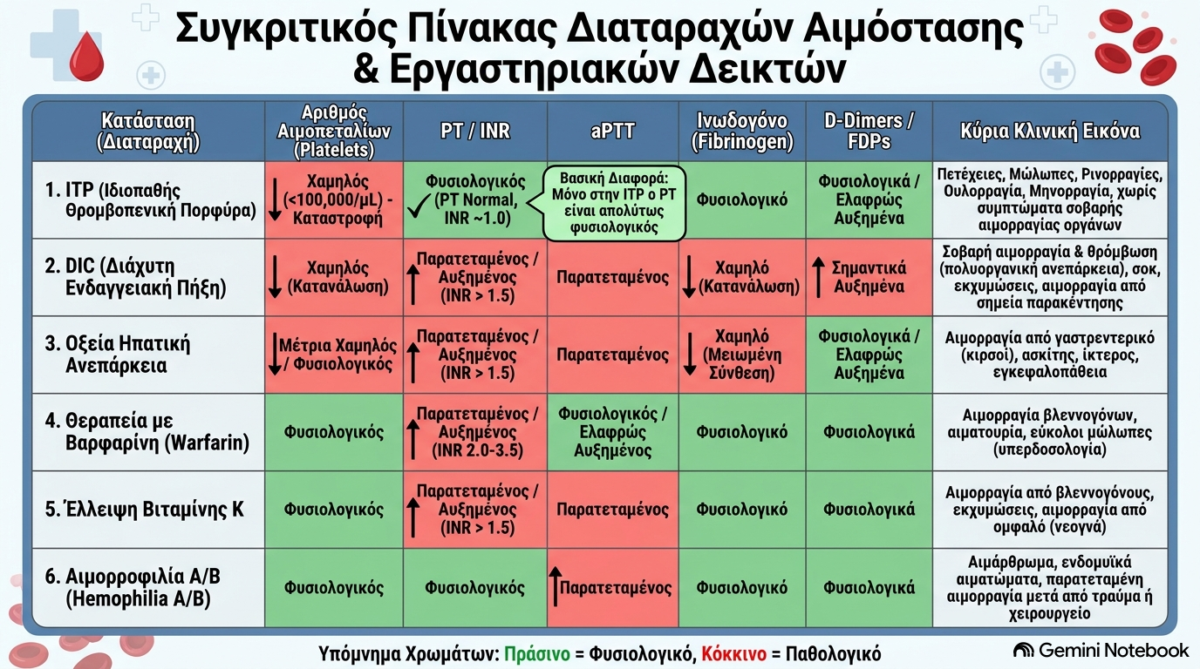 Συγκριτικός Πίνακας Διαταραχών Αιμόστασης
& Εργαστηριακών Δεικτών
Κατάσταση
(Διαταραχή)
Αριθμός
Αιμοπεταλίων
(Platelets)
PT / INR
aPTT
Ινωδογόνο
(Fibrinogen)
D-Dimers /
FDPs
Κύρια Κλινική Εικόνα
1. ITP (Ιδιοπαθής
Θρομβοπενική Πορφύρα)
Χαμηλός
(<100,000/μL) -
Καταστροφή
Φυσιολογικός
(PT Normal,
INR ~1.0)
Βασική Διαφορά:
Μόνο στην ITP ο PT
είναι απολύτως
φυσιολογικός
Φυσιολογικό
Φυσιολογικά /
Ελαφρώς
Αυξημένα
Πετέχειες, Μώλωπες, Ρινορραγίες,
Ουλορραγία, Μηνορραγία, χωρίς
συμπτώματα σοβαρής
αιμορραγίας οργάνων
2. DIC (Διάχυτη
Ενδαγγειακή Πήξη)
Χαμηλός
(Κατανάλωση)
Παρατεταμένος /
Αυξημένος
(INR > 1.5)
Παρατεταμένος
Χαμηλό
(Κατανάλωση)
Σημαντικά
Αυξημένα
Σοβαρή αιμορραγία & θρόμβωση
(πολυοργανική ανεπάρκεια), σοκ,
εκχυμώσεις, αιμορραγία από
σημεία παρακέντησης
3. Οξεία Ηπατική
Ανεπάρκεια
Μέτρια Χαμηλός
/ Φυσιολογικός
Παρατεταμένος /
Αυξημένος
(INR > 1.5)
Παρατεταμένος
Χαμηλό
(Μειωμένη
Σύνθεση)
Φυσιολογικά /
Ελαφρώς
Αυξημένα
Αιμορραγία από γαστρεντερικό
(κιρσοί), ασκίτης, ίκτερος,
εγκεφαλοπάθεια
4. Θεραπεία με
Βαρφαρίνη (Warfarin)
Φυσιολογικός
Παρατεταμένος /
Αυξημένος
(INR 2.0-3.5)
Φυσιολογικός /
Ελαφρώς
Αυξημένος
Φυσιολογικό
Φυσιολογικά
Αιμορραγία βλεννογόνων,
αιματουρία, εύκολοι μώλωπες
(υπερδοσολογία)
5. Έλλειψη Βιταμίνης Κ
Φυσιολογικός
Παρατεταμένος /
Αυξημένος
(INR > 1.5)
Παρατεταμένος
Φυσιολογικό
Φυσιολογικά
Αιμορραγία από βλεννογόνους,
εκχυμώσεις, αιμορραγία από
ομφαλό (νεογνά)
6. Αιμορροφιλία A/B
(Hemophilia A/B)
Φυσιολογικός
Φυσιολογικός
Παρατεταμένος
Φυσιολογικό
Φυσιολογικά
Αιμάρθρωμα, ενδομυϊκά
αιματώματα, παρατεταμένη
αιμορραγία μετά από τραύμα ή
χειρουργείο
Υπόμνημα Χρωμάτων: Πράσινο = Φυσιολογικό, Κόκκινο = Παθολογικό
Gemini Notebook